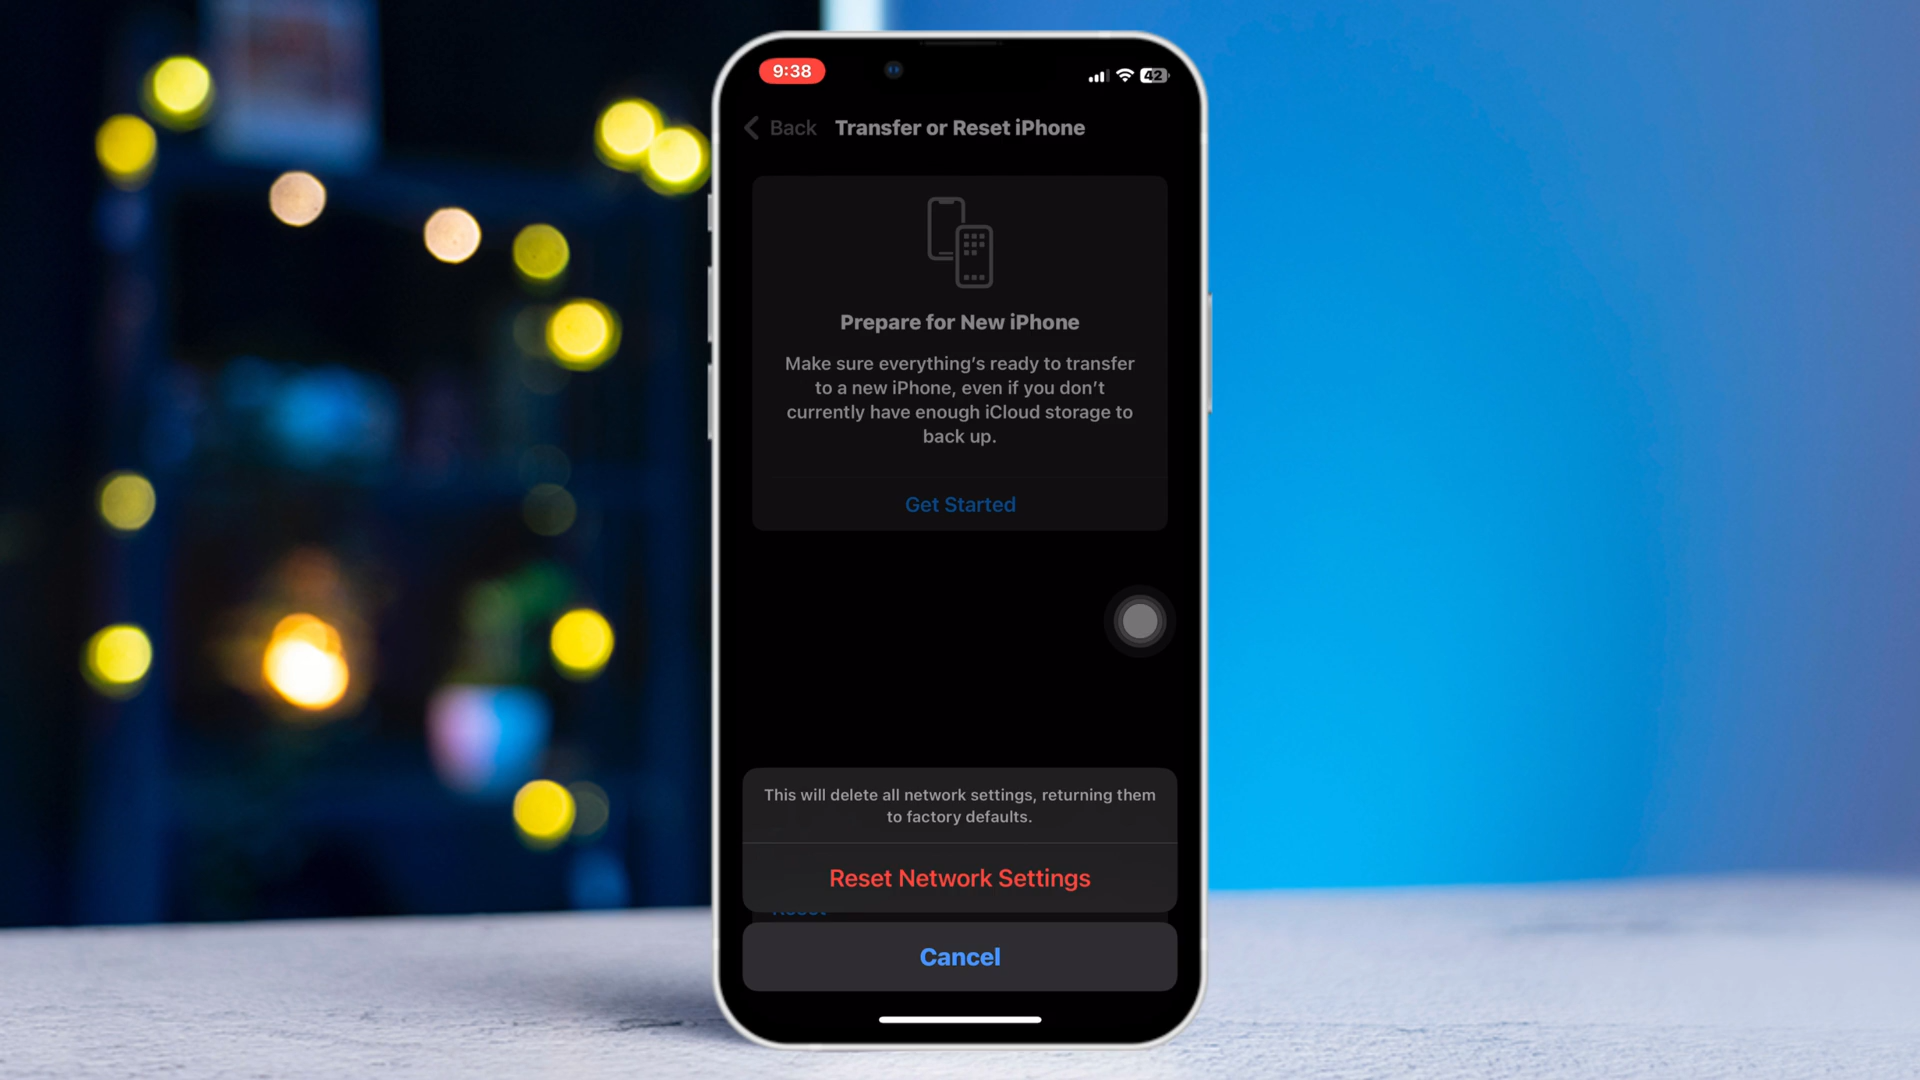 9:38
42
Back Transfer or Reset iPhone
Prepare for New iPhone
Make sure everything's ready to transfer
to a new iPhone, even if you don't
currently have enough iCloud storage to
back up.
Get Started
This will delete all network settings, returning them
to factory defaults.
Reset Network Settings
Reset
Cancel